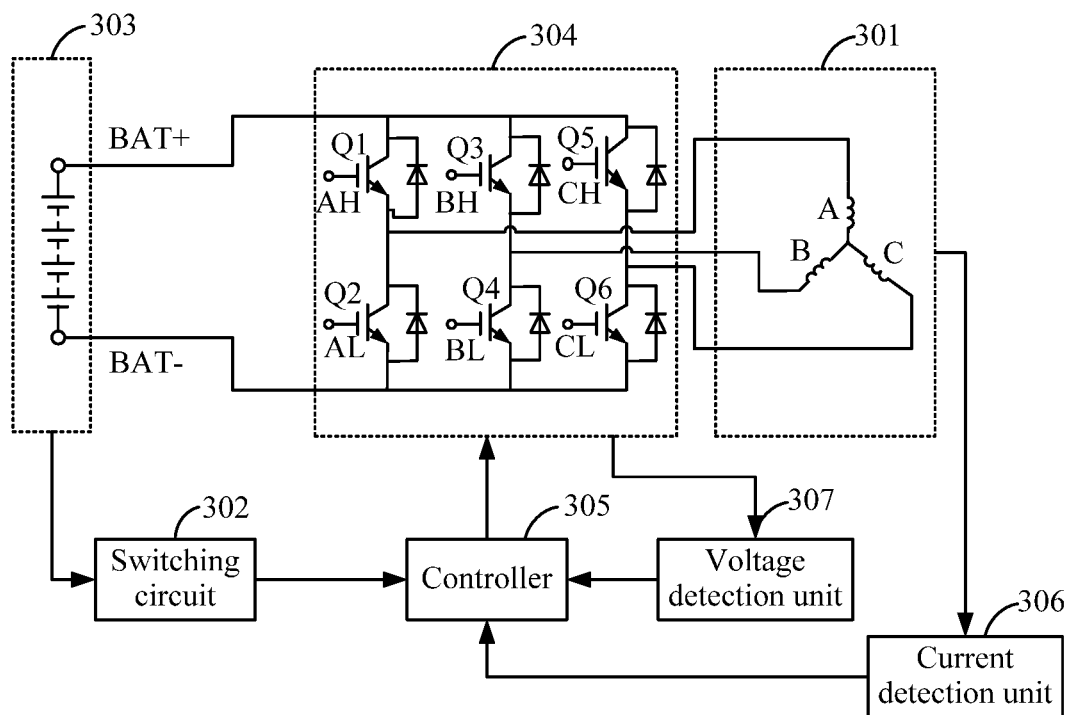 303
304
301
BAT+
Q1
Q3
Q5
AH
BH
CH
A
B
C
Q2
Q4
Q6
AL
BL
CL
BAT-
302
305
307
Switching
circuit
Controller
Voltage
detection unit
306
Current
detection unit